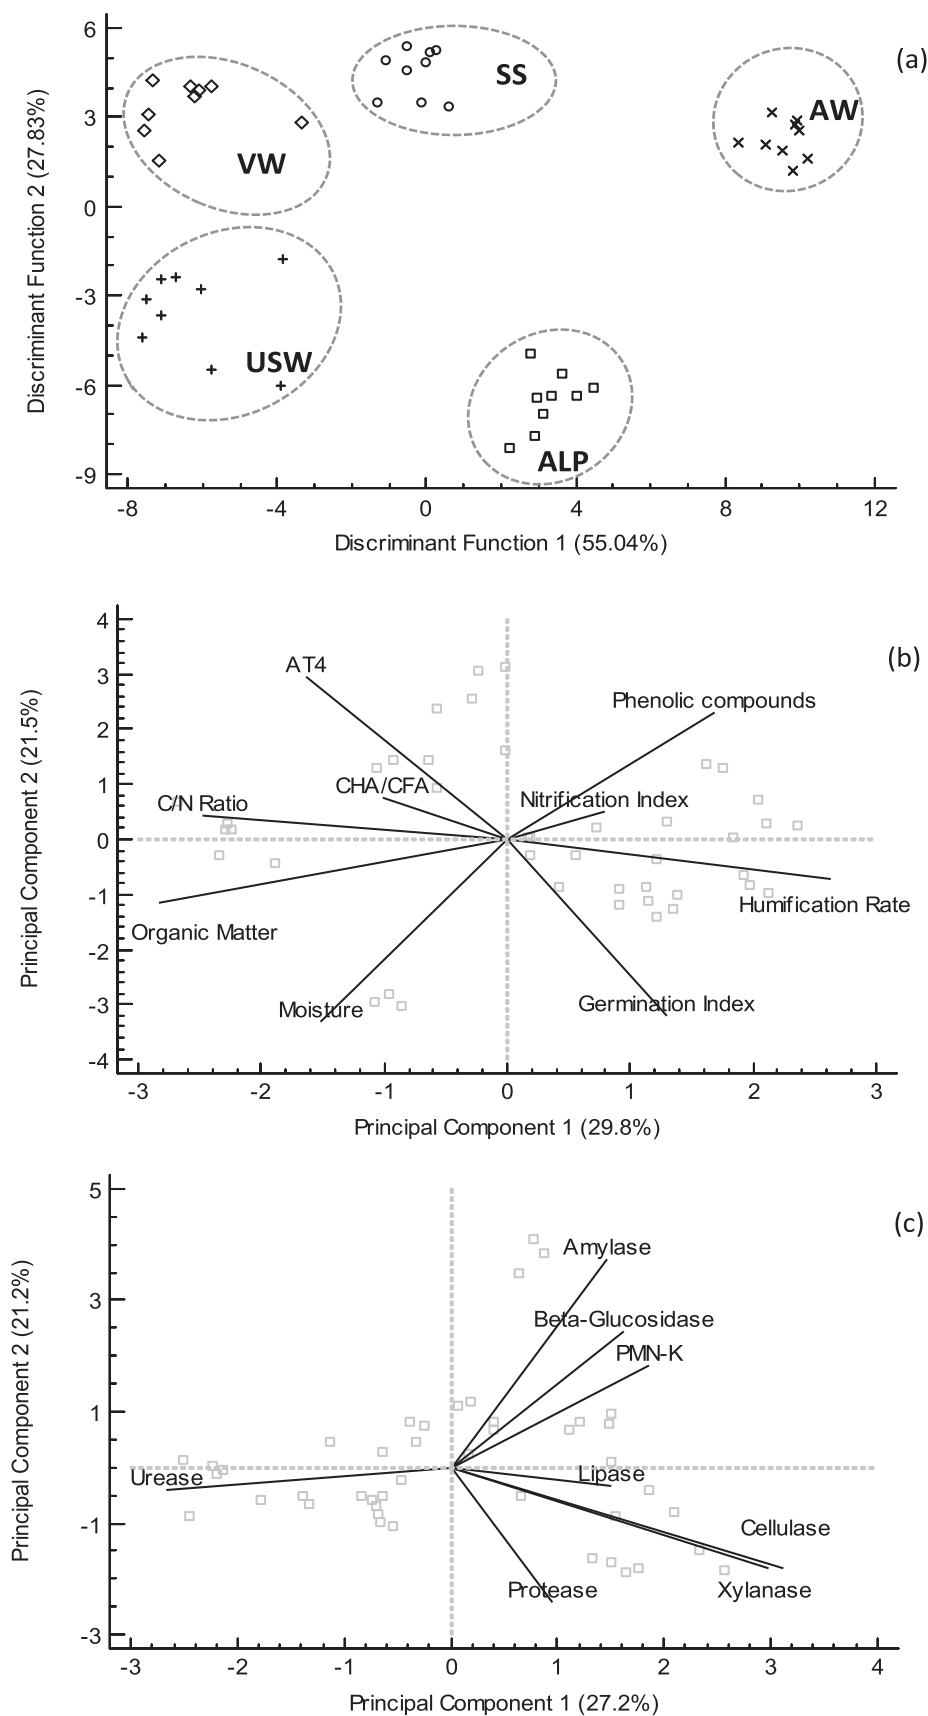 (a)
6
3
0
-3
-6
-9
Discriminant Function 2 (27.83%)
VW
SS
AW
USW
ALP
-8
-4
0
4
8
12
Discriminant Function 1 (55.04%)
(b)
4
3
2
1
0
-1
-2
-3
-4
Principal Component 2 (21.5%)
AT4
Phenolic compounds
CHA/CFA
C/N Ratio
Nitrification Index
Humification Rate
Organic Matter
Moisture
Germination Index
-3
-2
-1
0
1
2
3
Principal Component 1 (29.8%)
(c)
5
3
1
-1
-3
Principal Component 2 (21.2%)
Amylase
Beta-Glucosidase
PMN-K
Urease
Lipase
Cellulase
Protease
Xylanase
-3
-2
-1
0
1
2
3
4
Principal Component 1 (27.2%)